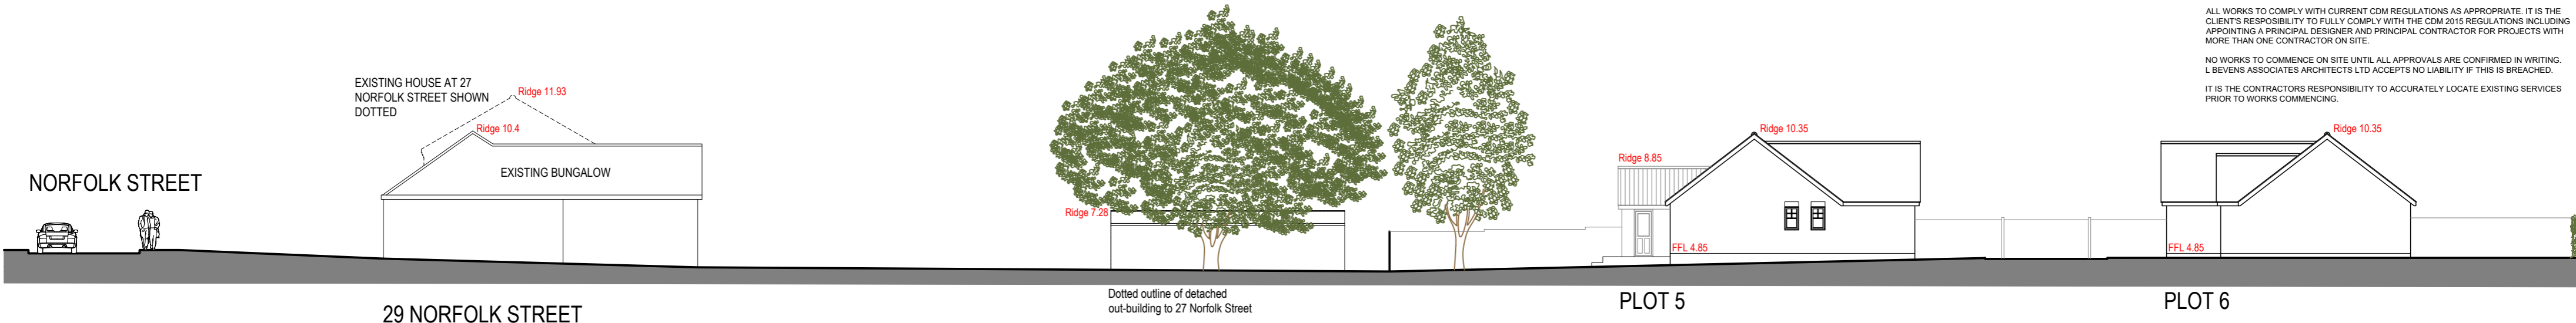 ALL WORKS TO COMPLY WITH CURRENT CDM REGULATIONS AS APPROPRIATE. IT IS THE
CLIENT'S RESPOSIBILITY TO FULLY COMPLY WITH THE CDM 2015 REGULATIONS INCLUDING
APPOINTING A PRINCIPAL DESIGNER AND PRINCIPAL CONTRACTOR FOR PROJECTS WITH
MORE THAN ONE CONTRACTOR ON SITE.
NO WORKS TO COMMENCE ON SITE UNTIL ALL APPROVALS ARE CONFIRMED IN WRITING.
L BEVENS ASSOCIATES ARCHITECTS LTD ACCEPTS NO LIABILITY IF THIS IS BREACHED.
IT IS THE CONTRACTORS RESPONSIBILITY TO ACCURATELY LOCATE EXISTING SERVICES
PRIOR TO WORKS COMMENCING.
EXISTING HOUSE AT 27
NORFOLK STREET SHOWN
DOTTED
Ridge 11.93
Ridge 10.4
EXISTING BUNGALOW
NORFOLK STREET
29 NORFOLK STREET
Ridge 7.28
Dotted outline of detached
out-building to 27 Norfolk Street
Ridge 8.85
Ridge 10.35
FFL 4.85
PLOT 5
Ridge 10.35
FFL 4.85
PLOT 6